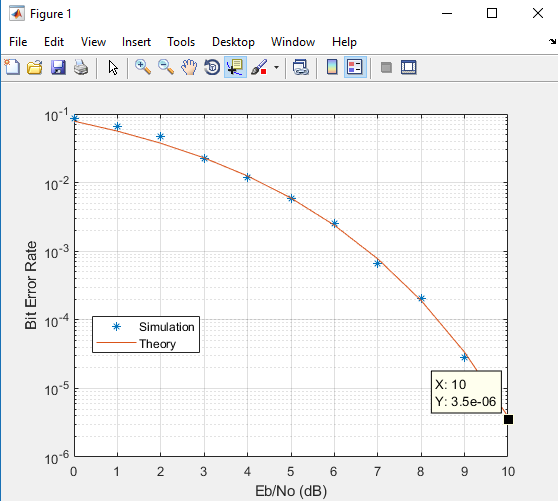 Figure 1
File Edit View Insert Tools Desktop Window Help
Bit Error Rate
10^-1
10^-2
10^-3
10^-4
10^-5
10^-6
Simulation
Theory
X: 10
Y: 3.5e-06
0 1 2 3 4 5 6 7 8 9 10
Eb/No (dB)